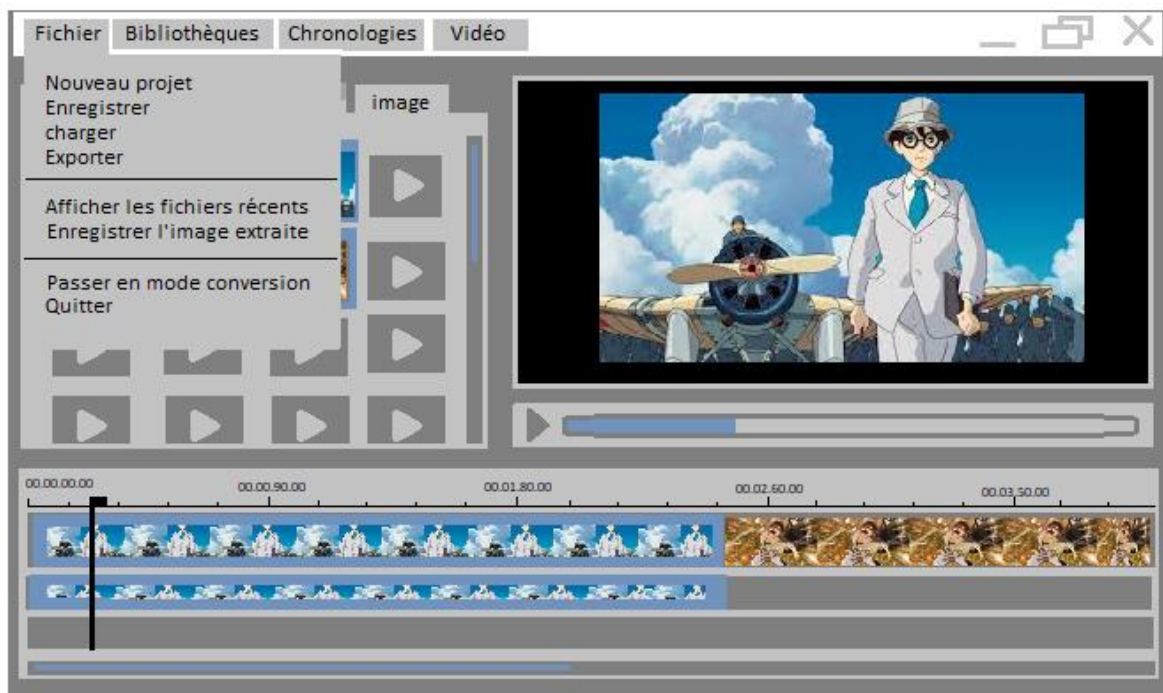 Fichier Bibliothèques Chronologies Vidéo
Nouveau projet
Enregistrer
charger
Exporter
Afficher les fichiers récents
Enregistrer l'image extraite
Passer en mode conversion
Quitter
image
00.00.00.00 00.00.90.00 00.01.80.00 00.02.60.00 00.03.50.00